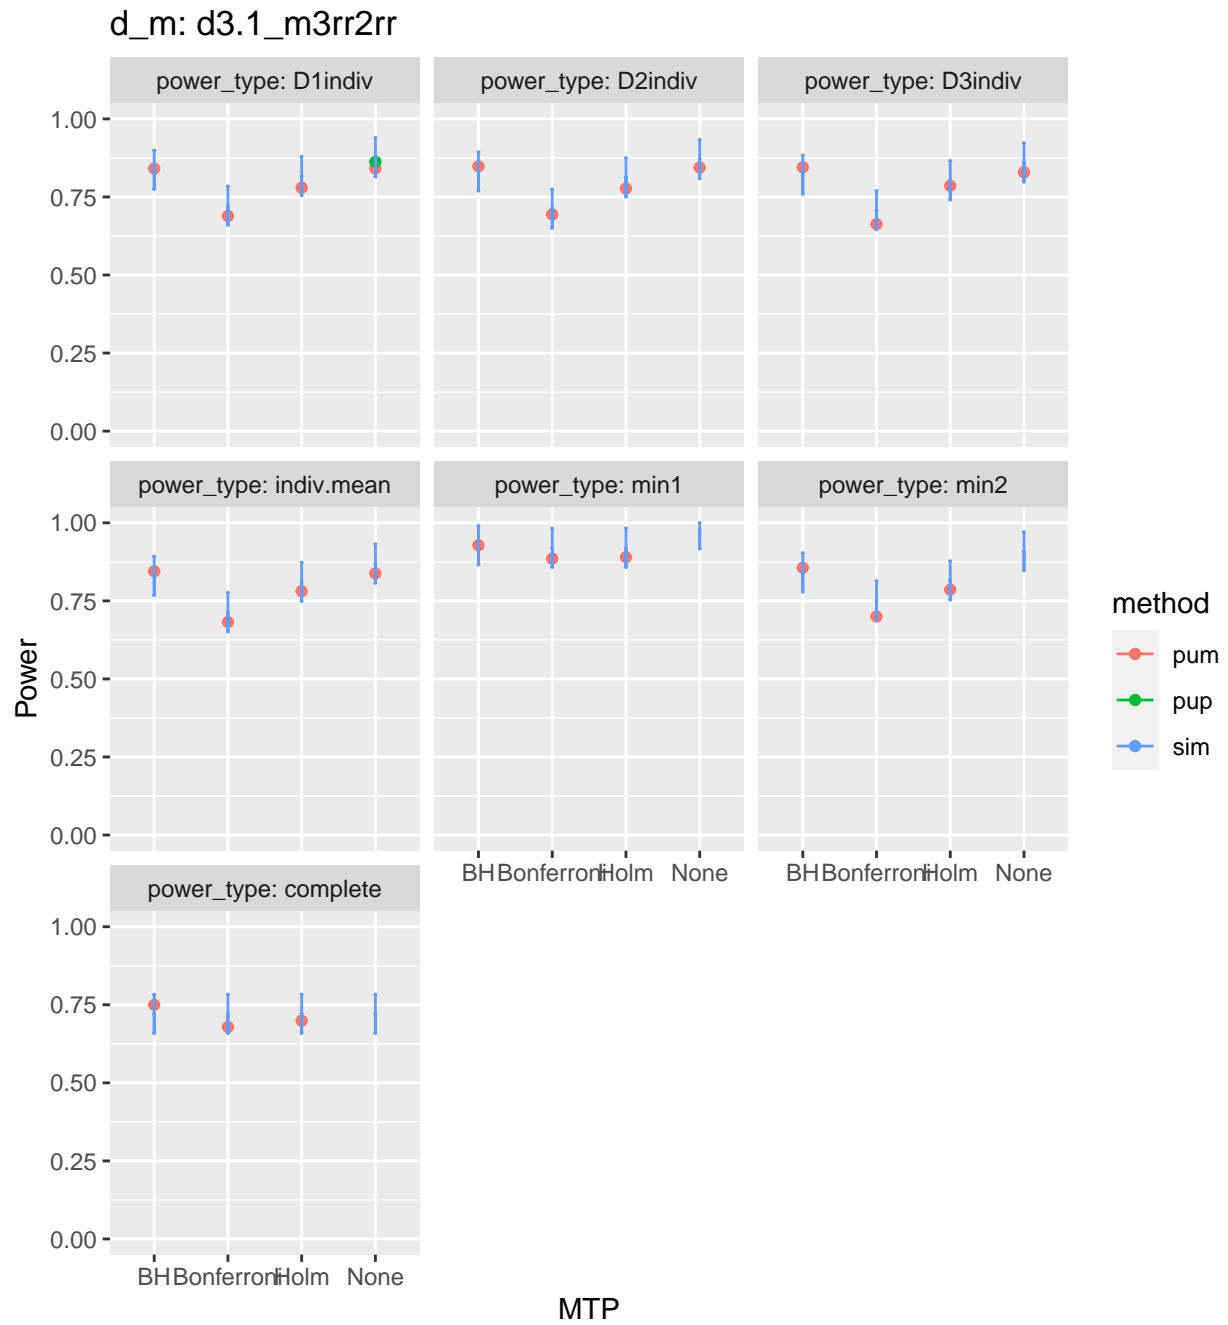 d_m: d3.1_m3rr2rr
power_type: D1indiv
power_type: D2indiv
power_type: D3indiv
1.00
0.75
0.50
0.25
0.00
power_type: indiv.mean
power_type: min1
power_type: min2
1.00
0.75
0.50
0.25
0.00
BH Bonferroni Holm None
BH Bonferroni Holm None
power_type: complete
1.00
0.75
0.50
0.25
0.00
BH Bonferroni Holm None
MTP
Power
method
pum
pup
sim